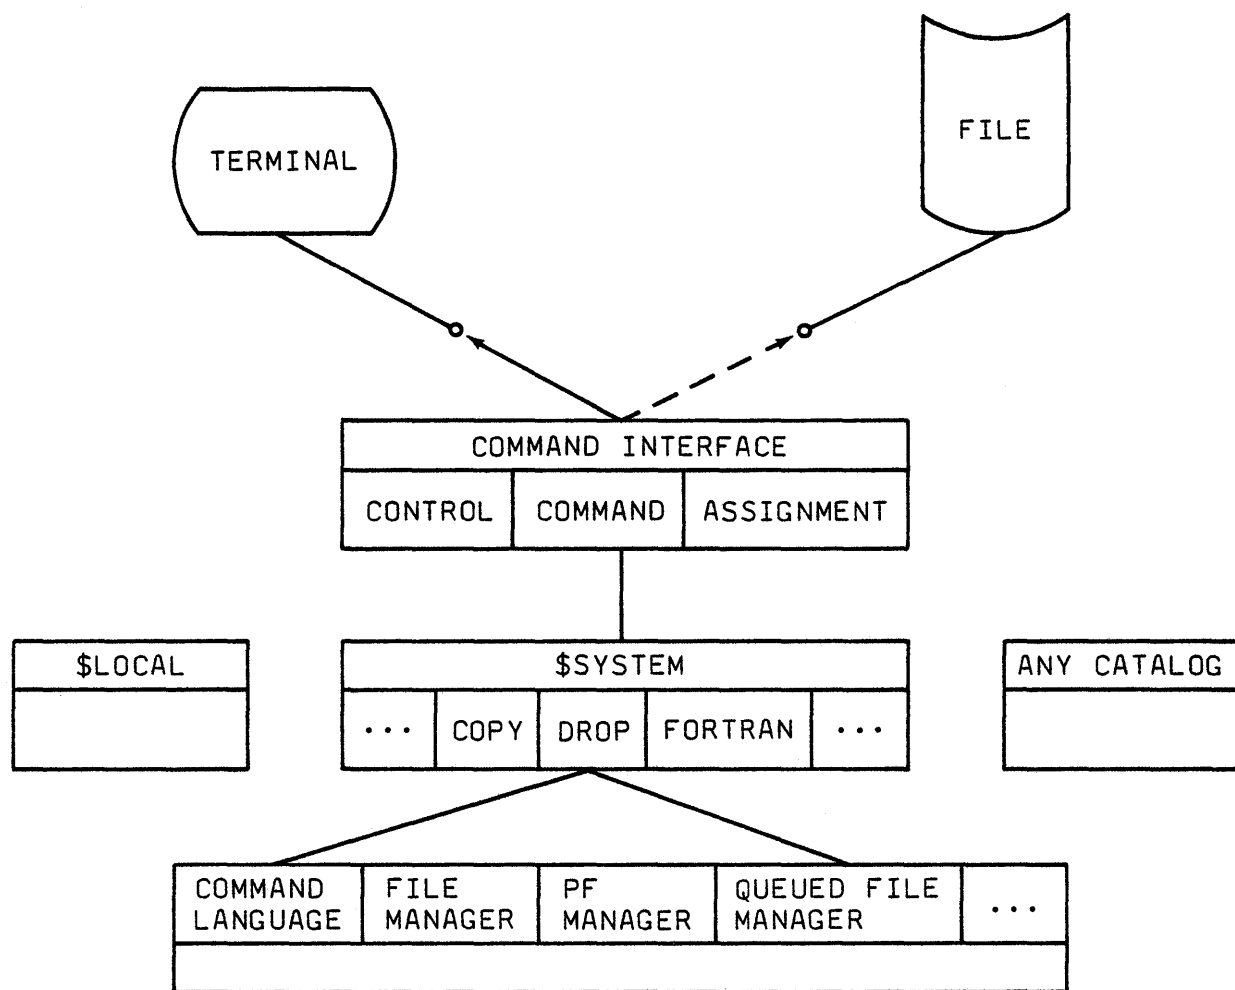 TERMINAL
FILE
COMMAND INTERFACE
CONTROL
COMMAND
ASSIGNMENT
$LOCAL
$SYSTEM
ANY CATALOG
...
COPY
DROP
FORTRAN
...
COMMAND
LANGUAGE
FILE
MANAGER
PF
MANAGER
QUEUED FILE
MANAGER
...